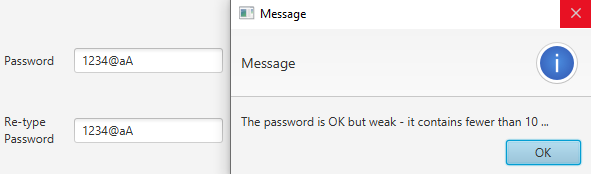 Message
Message
Password 1234@aA
The password is OK but weak - it contains fewer than 10 ...
Re-type
Password
1234@aA
OK